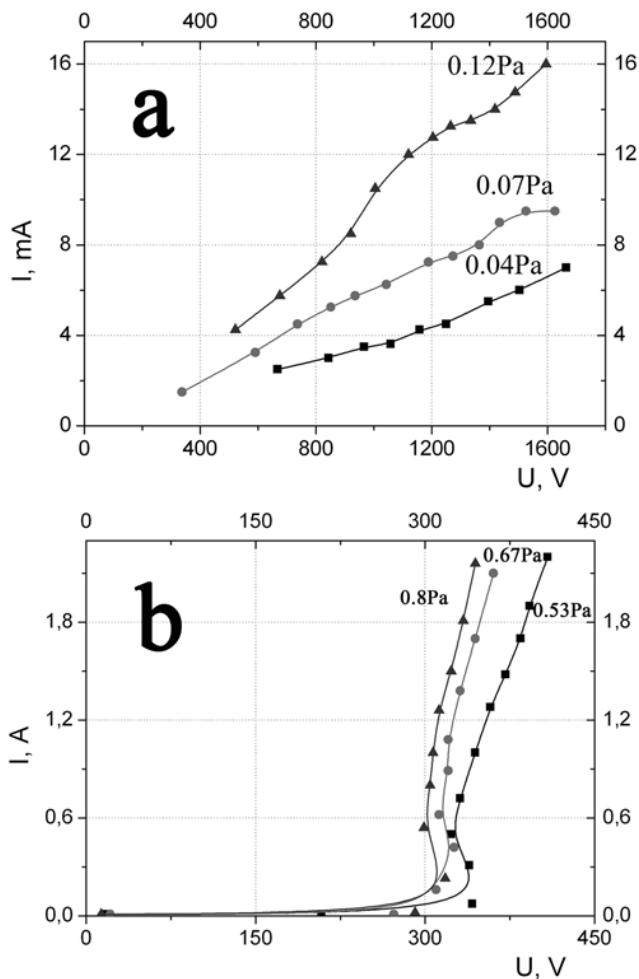 0 400 800 1200 1600
16 16
0.12Pa
a
12 12
I, mA
0.07Pa
8 8
0.04Pa
4 4
0 0
0 400 800 1200 1600
U, V
0 150 300 450
0.67Pa
b
0.8Pa
0.53Pa
1,8 1,8
I, A
1,2 1,2
0,6 0,6
0,0 0,0
0 150 300 450
U, V